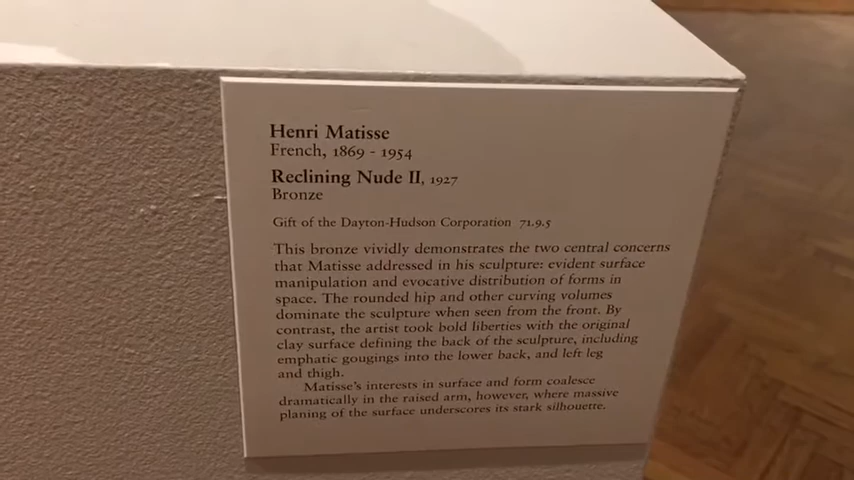 Henri Matisse
French, 1869 - 1954
Reclining Nude II, 1927
Bronze
Gift of the Dayton-Hudson Corporation 71.9.5
This bronze vividly demonstrates the two central concerns
that Matisse addressed in his sculpture: evident surface
manipulation and evocative distribution of forms in
space. The rounded hip and other curving volumes
dominate the sculpture when seen from the front. By
contrast, the artist took bold liberties with the original
clay surface defining the back of the sculpture, including
emphatic gougings into the lower back, and left leg
and thigh.
Matisse's interests in surface and form coalesce
dramatically in the raised arm, however, where massive
planing of the surface underscores its stark silhouette.